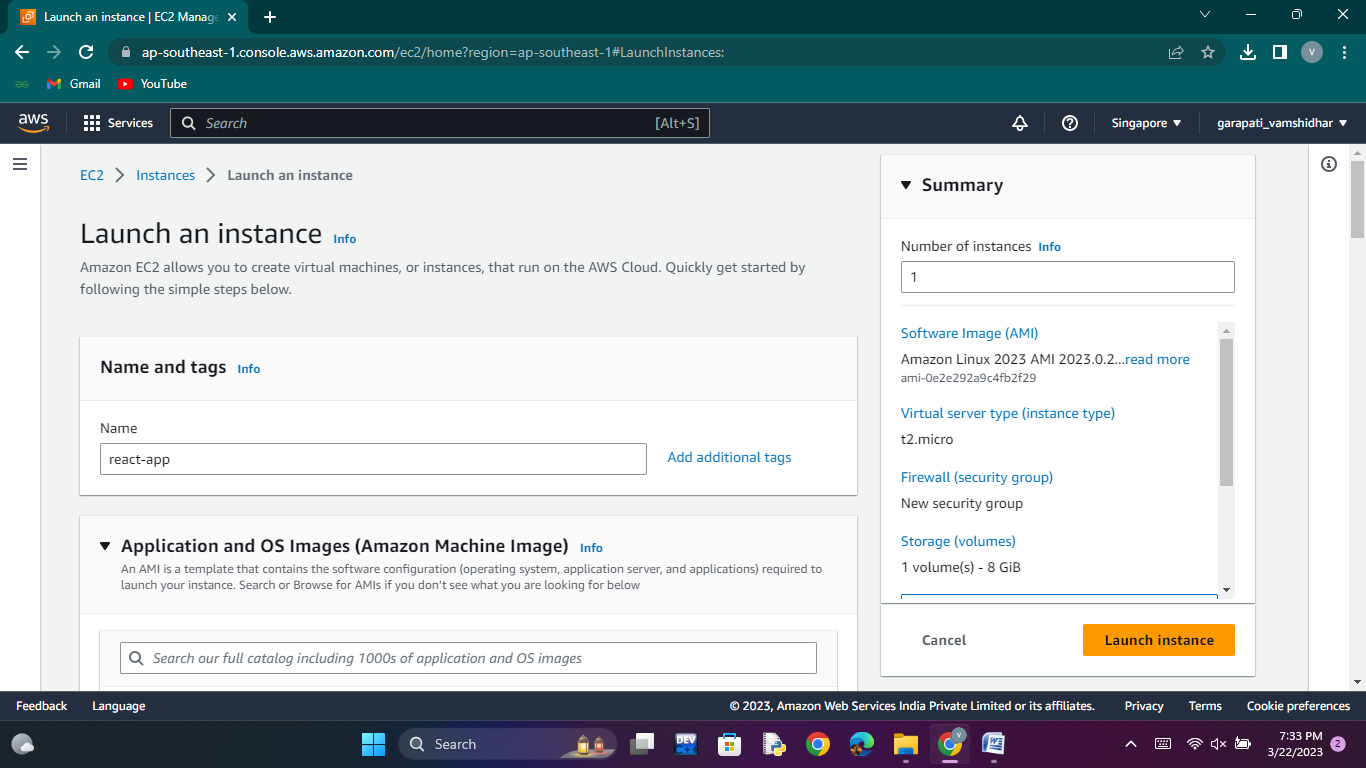 Launch an instance | EC2 Manage
ap-southeast-1.console.aws.amazon.com/ec2/home?region=ap-southeast-1#LaunchInstances:
V
Gmail
YouTube
aws
Services
Search
[Alt+S]
Singapore
garapati_vamshidhar
EC2
Instances
Launch an instance
Launch an instance Info
Amazon EC2 allows you to create virtual machines, or instances, that run on the AWS Cloud. Quickly get started by
following the simple steps below.
Name and tags Info
Name
react-app
Add additional tags
Application and OS Images (Amazon Machine Image) Info
An AMI is a template that contains the software configuration (operating system, application server, and applications) required to
launch your instance. Search or Browse for AMIs if you don't see what you are looking for below
Search our full catalog including 1000s of application and OS images
Summary
Number of instances Info
1
Software Image (AMI)
Amazon Linux 2023 AMI 2023.0.2...read more
ami-0e2e292a9c4fb2f29
Virtual server type (instance type)
t2.micro
Firewall (security group)
New security group
Storage (volumes)
1 volume(s) - 8 GiB
Cancel
Launch instance
Feedback
Language
© 2023, Amazon Web Services India Private Limited or its affiliates.
Privacy
Terms
Cookie preferences
Search
DEV
V
W
7:33 PM
3/22/2023
2